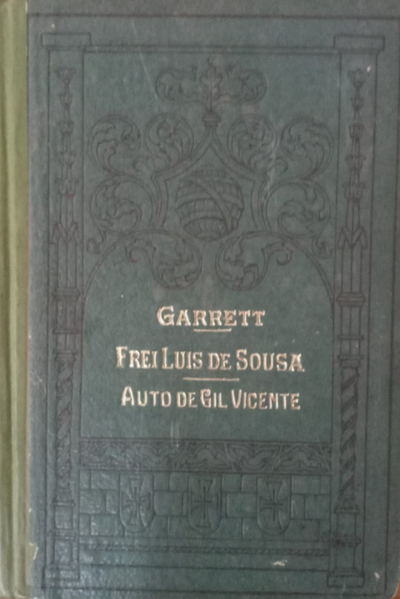 GARRETT
FREI LUIS DE SOUSA
AUTO DE GIL VICENTE